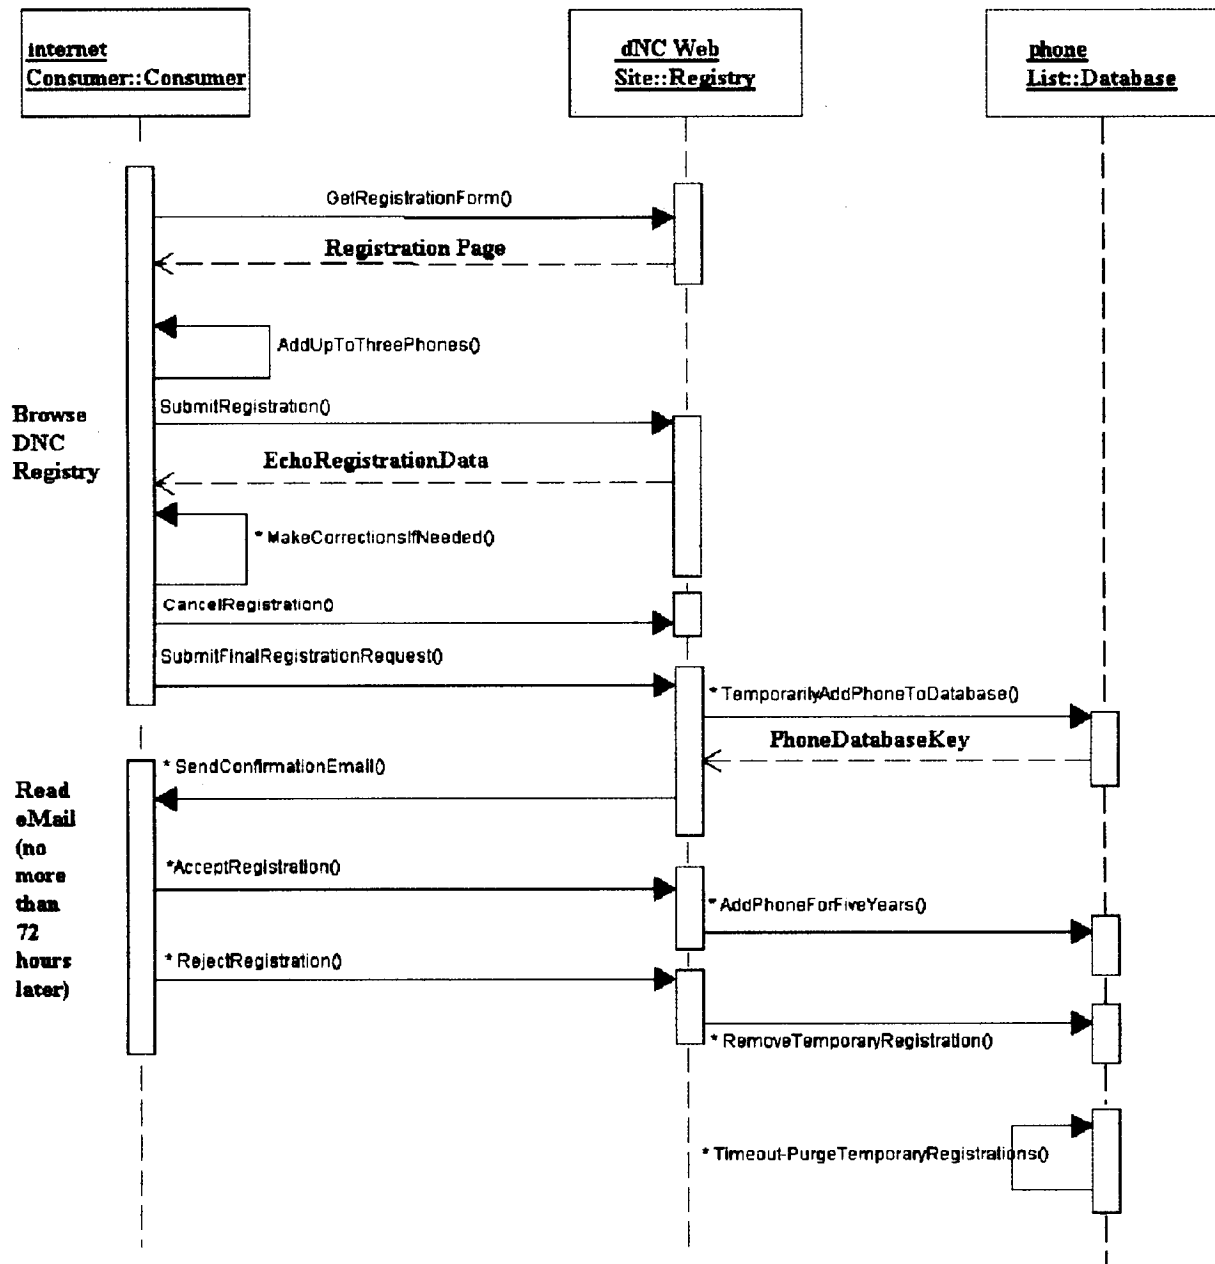 internet
Consumer::Consumer
dNC Web
Site::Registry
phone
List::Database
GetRegistrationForm()
Registration Page
AddUpToThreePhones()
Browse
DNC
Registry
SubmitRegistration()
EchoRegistrationData
* MakeCorrectionsIfNeeded()
CancelRegistration()
SubmitFinalRegistrationRequest()
* TemporarilyAddPhoneToDatabase()
PhoneDatabaseKey
* SendConfirmationEmail()
Read
eMail
(no
more
than
72
hours
later)
*AcceptRegistration()
* AddPhoneForFiveYears()
* RejectRegistration()
* RemoveTemporaryRegistration()
* Timeout-PurgeTemporaryRegistrations()